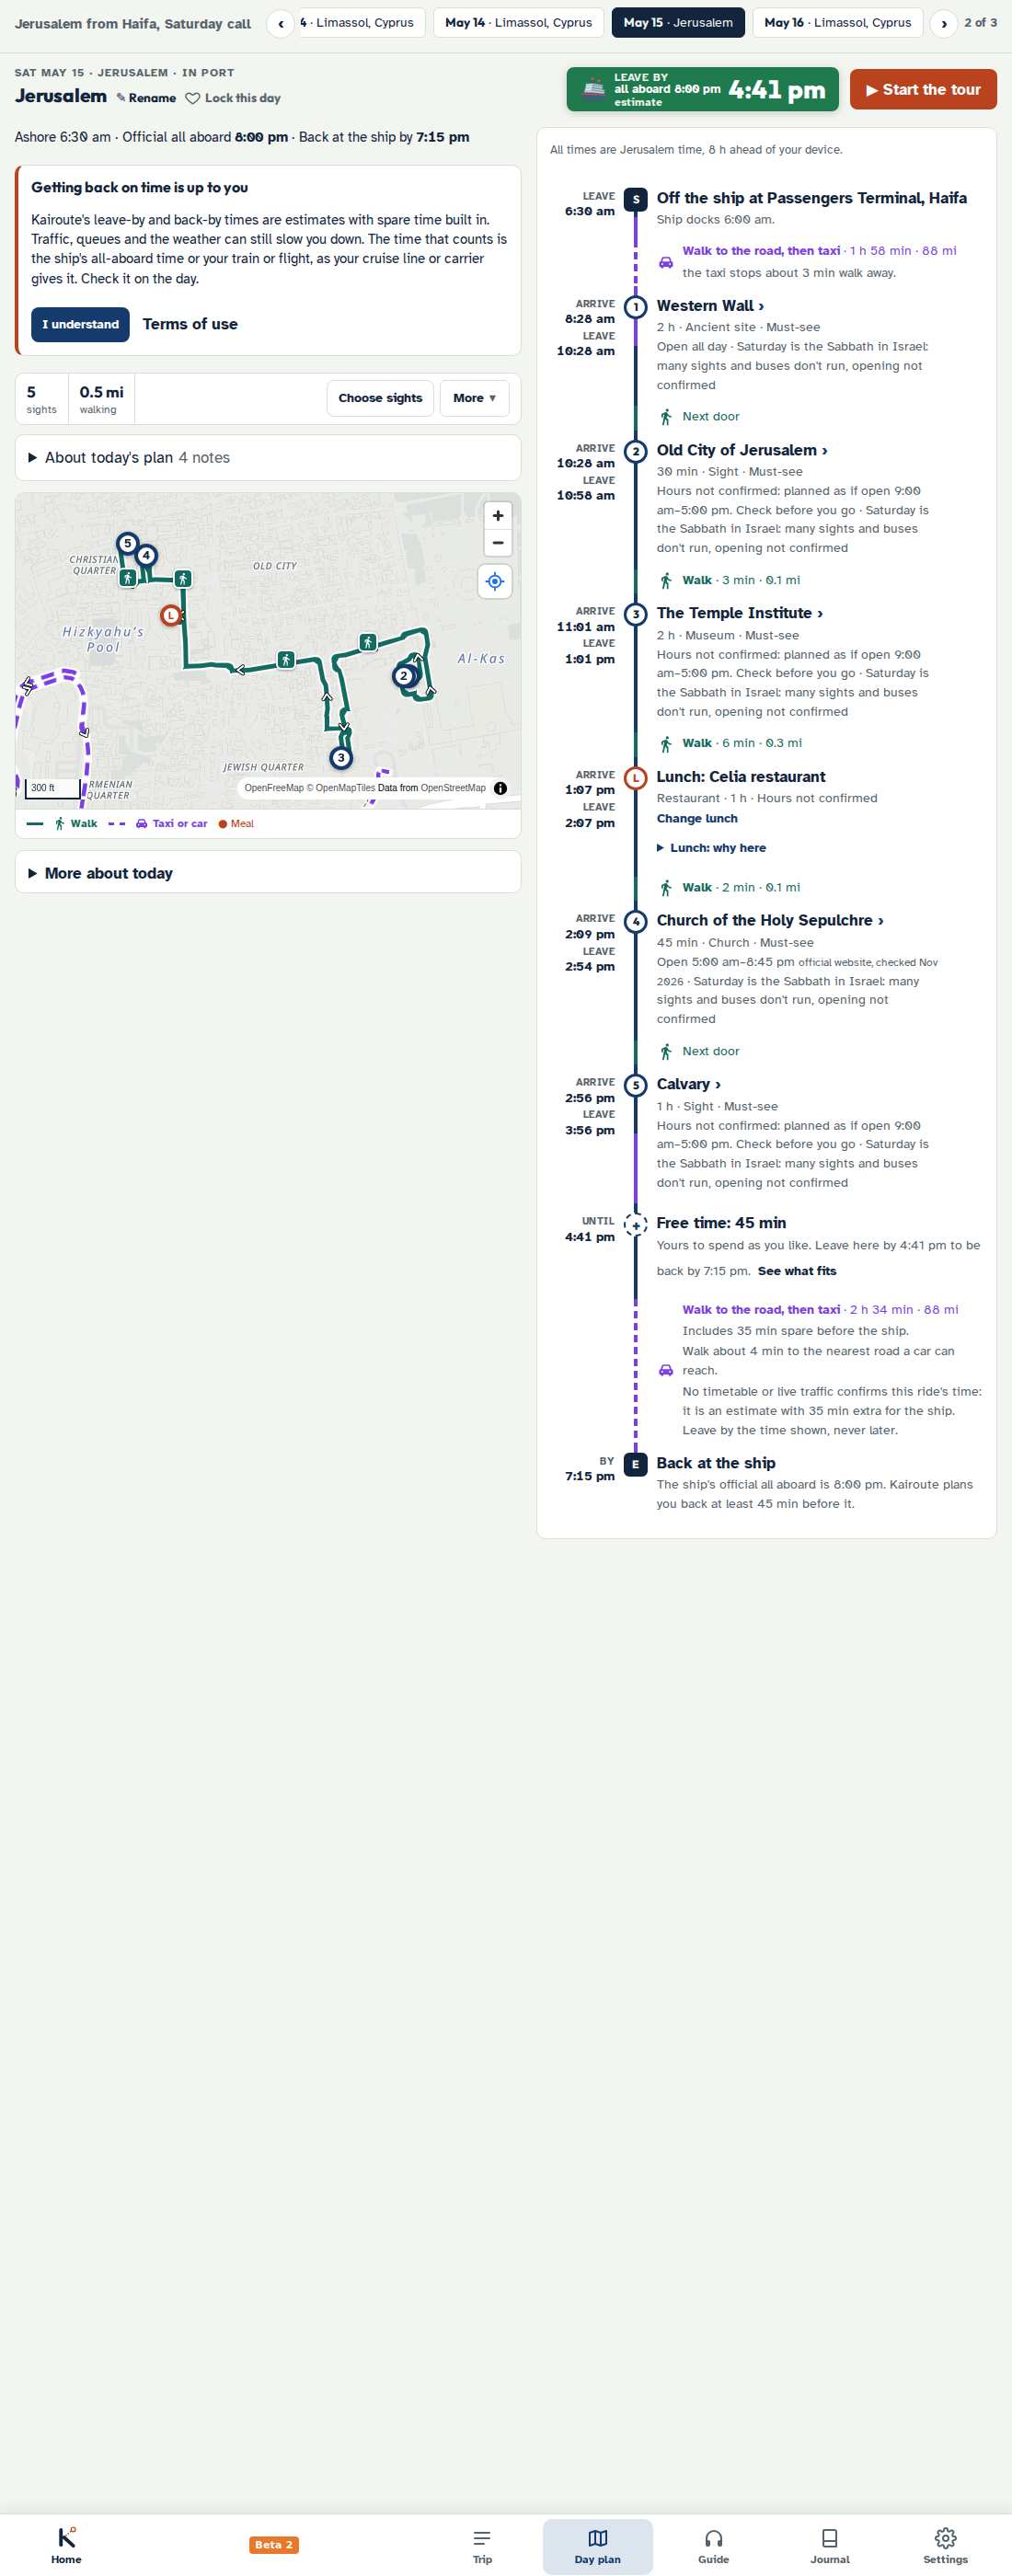 Jerusalem from Haifa, Saturday call
‹
4 · Limassol, Cyprus
May 14 · Limassol, Cyprus
May 15 · Jerusalem
May 16 · Limassol, Cyprus
›
2 of 3
SAT MAY 15 · JERUSALEM · IN PORT
Jerusalem
✎ Rename
Lock this day
LEAVE BY
all aboard 8:00 pm
estimate
4:41 pm
▶ Start the tour
Ashore 6:30 am · Official all aboard 8:00 pm · Back at the ship by 7:15 pm
Getting back on time is up to you
Kairoute's leave-by and back-by times are estimates with spare time built in.
Traffic, queues and the weather can still slow you down. The time that counts is
the ship's all-aboard time or your train or flight, as your cruise line or carrier
gives it. Check it on the day.
I understand
Terms of use
5
sights
0.5 mi
walking
Choose sights
More ▼
▶ About today's plan 4 notes
5
4
CHRISTIAN
QUARTER
OLD CITY
L
Hizkyahu's
Pool
Al-Kas
2
3
JEWISH QUARTER
RMENIAN
QUARTER
300 ft
OpenFreeMap © OpenMapTiles Data from OpenStreetMap
+
−
Walk
Taxi or car
Meal
▶ More about today
All times are Jerusalem time, 8 h ahead of your device.
LEAVE
6:30 am
S
Off the ship at Passengers Terminal, Haifa
Ship docks 6:00 am.
Walk to the road, then taxi · 1 h 58 min · 88 mi
the taxi stops about 3 min walk away.
ARRIVE
8:28 am
LEAVE
10:28 am
1
Western Wall ›
2 h · Ancient site · Must-see
Open all day · Saturday is the Sabbath in Israel:
many sights and buses don't run, opening not
confirmed
Next door
ARRIVE
10:28 am
LEAVE
10:58 am
2
Old City of Jerusalem ›
30 min · Sight · Must-see
Hours not confirmed: planned as if open 9:00
am–5:00 pm. Check before you go · Saturday is
the Sabbath in Israel: many sights and buses
don't run, opening not confirmed
Walk · 3 min · 0.1 mi
ARRIVE
11:01 am
LEAVE
1:01 pm
3
The Temple Institute ›
2 h · Museum · Must-see
Hours not confirmed: planned as if open 9:00
am–5:00 pm. Check before you go · Saturday is
the Sabbath in Israel: many sights and buses
don't run, opening not confirmed
Walk · 6 min · 0.3 mi
ARRIVE
1:07 pm
LEAVE
2:07 pm
L
Lunch: Celia restaurant
Restaurant · 1 h · Hours not confirmed
Change lunch
▶ Lunch: why here
Walk · 2 min · 0.1 mi
ARRIVE
2:09 pm
LEAVE
2:54 pm
4
Church of the Holy Sepulchre ›
45 min · Church · Must-see
Open 5:00 am–8:45 pm official website, checked Nov
2026 · Saturday is the Sabbath in Israel: many
sights and buses don't run, opening not
confirmed
Next door
ARRIVE
2:56 pm
LEAVE
3:56 pm
5
Calvary ›
1 h · Sight · Must-see
Hours not confirmed: planned as if open 9:00
am–5:00 pm. Check before you go · Saturday is
the Sabbath in Israel: many sights and buses
don't run, opening not confirmed
UNTIL
4:41 pm
+
Free time: 45 min
Yours to spend as you like. Leave here by 4:41 pm to be
back by 7:15 pm. See what fits
Walk to the road, then taxi · 2 h 34 min · 88 mi
Includes 35 min spare before the ship.
Walk about 4 min to the nearest road a car can
reach.
No timetable or live traffic confirms this ride's time:
it is an estimate with 35 min extra for the ship.
Leave by the time shown, never later.
BY
7:15 pm
E
Back at the ship
The ship's official all aboard is 8:00 pm. Kairoute plans
you back at least 45 min before it.
Home
Beta 2
Trip
Day plan
Guide
Journal
Settings